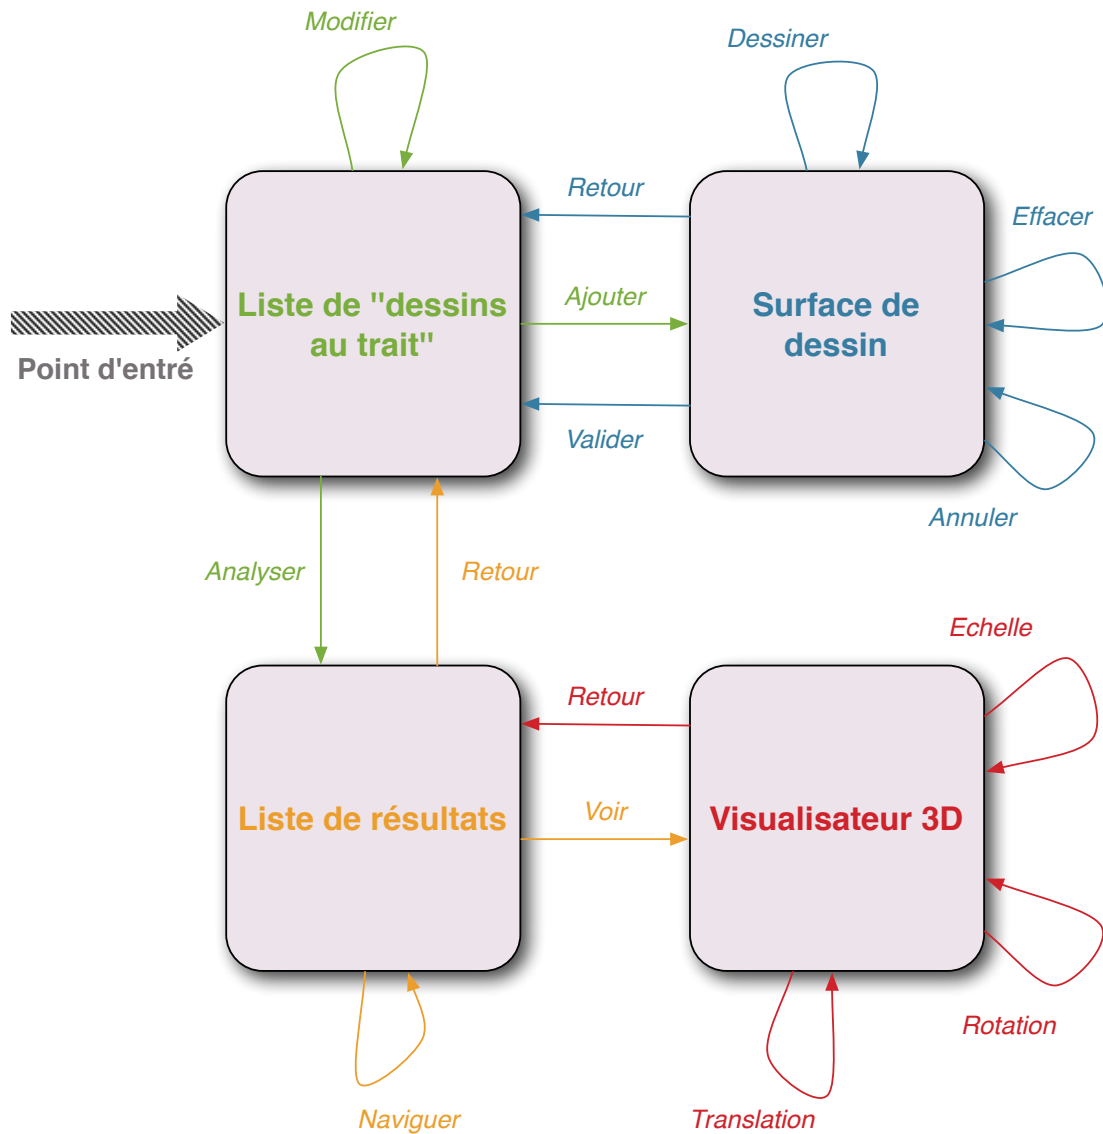 Modifier
Dessiner
Retour
Effacer
Liste de "dessins
au trait"
Ajouter
Surface de
dessin
Point d'entré
Valider
Annuler
Analyser
Retour
Echelle
Retour
Liste de résultats
Voir
Visualisateur 3D
Rotation
Naviguer
Translation